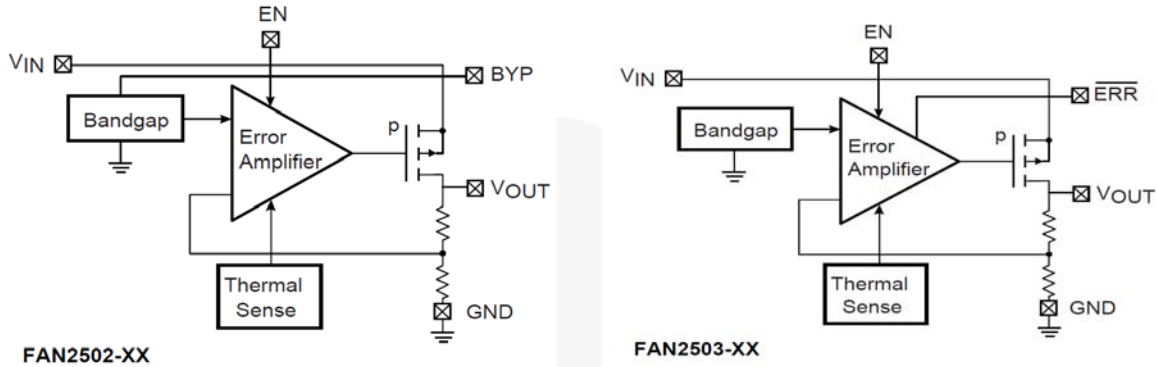 EN
VIN
BYP
Bandgap
p
Error
Amplifier
VOUT
Thermal
Sense
GND
FAN2502-XX
EN
VIN
ERR
Bandgap
p
Error
Amplifier
VOUT
Thermal
Sense
GND
FAN2503-XX